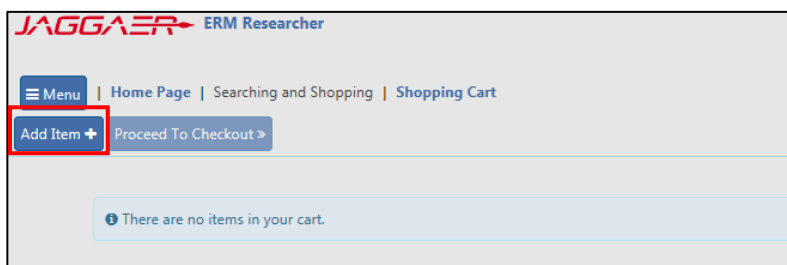 JAGGAER ERM Researcher
Menu | Home Page | Searching and Shopping | Shopping Cart
Add Item Proceed To Checkout »
There are no items in your cart.